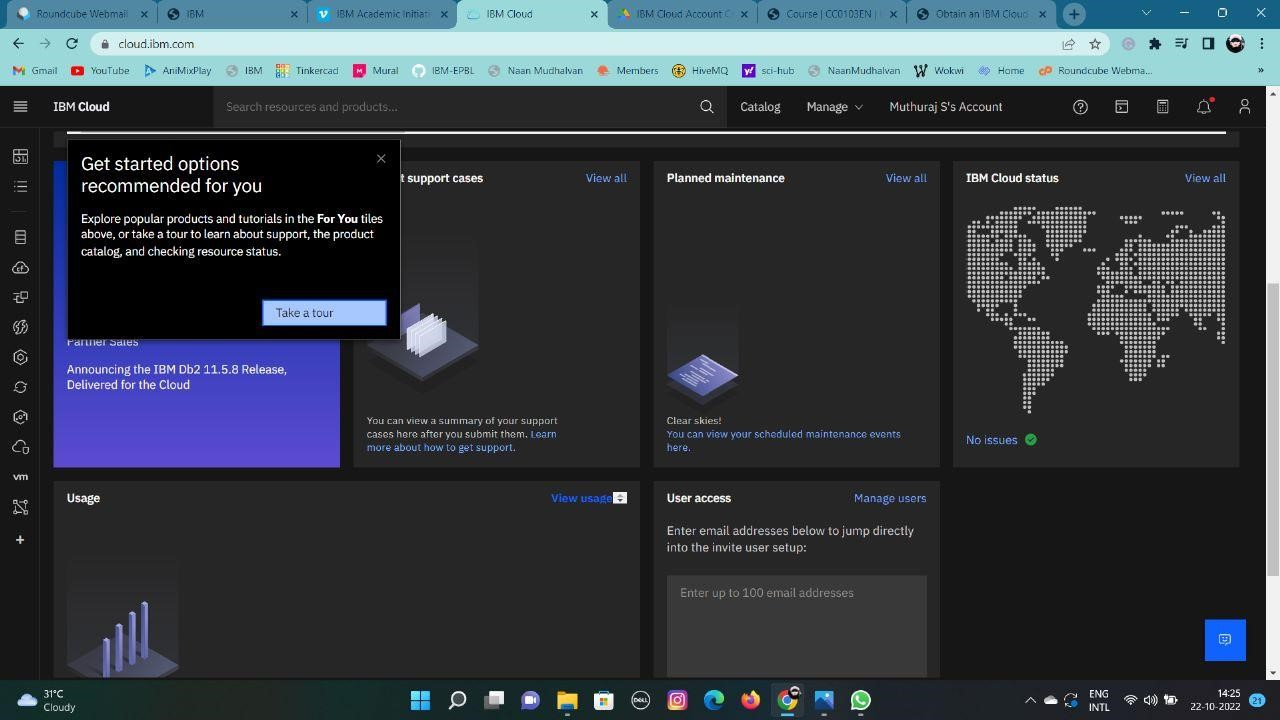 Roundcube Webmail
IBM
IBM Academic Initiati
IBM Cloud
IBM Cloud Account C
Course | CC0103EN |
Obtain an IBM Cloud
cloud.ibm.com
Gmail
YouTube
AniMixPlay
IBM
Tinkercad
Mural
IBM-EPBL
Naan Mudhalvan
Members
HiveMQ
sci-hub
NaanMudhalvan
Wokwi
Home
Roundcube Webma...
»
IBM Cloud
Search resources and products...
Catalog
Manage
Muthuraj S's Account
Get started options
recommended for you
Explore popular products and tutorials in the For You tiles
above, or take a tour to learn about support, the product
catalog, and checking resource status.
Take a tour
Partner Sales
Announcing the IBM Db2 11.5.8 Release,
Delivered for the Cloud
t support cases
View all
You can view a summary of your support
cases here after you submit them. Learn
more about how to get support.
Planned maintenance
View all
Clear skies!
You can view your scheduled maintenance events
here.
IBM Cloud status
View all
No issues
vm
Usage
View usage
User access
Manage users
Enter email addresses below to jump directly
into the invite user setup:
Enter up to 100 email addresses
31°C
Cloudy
DELL
ENG
INTL
14:25
22-10-2022
21